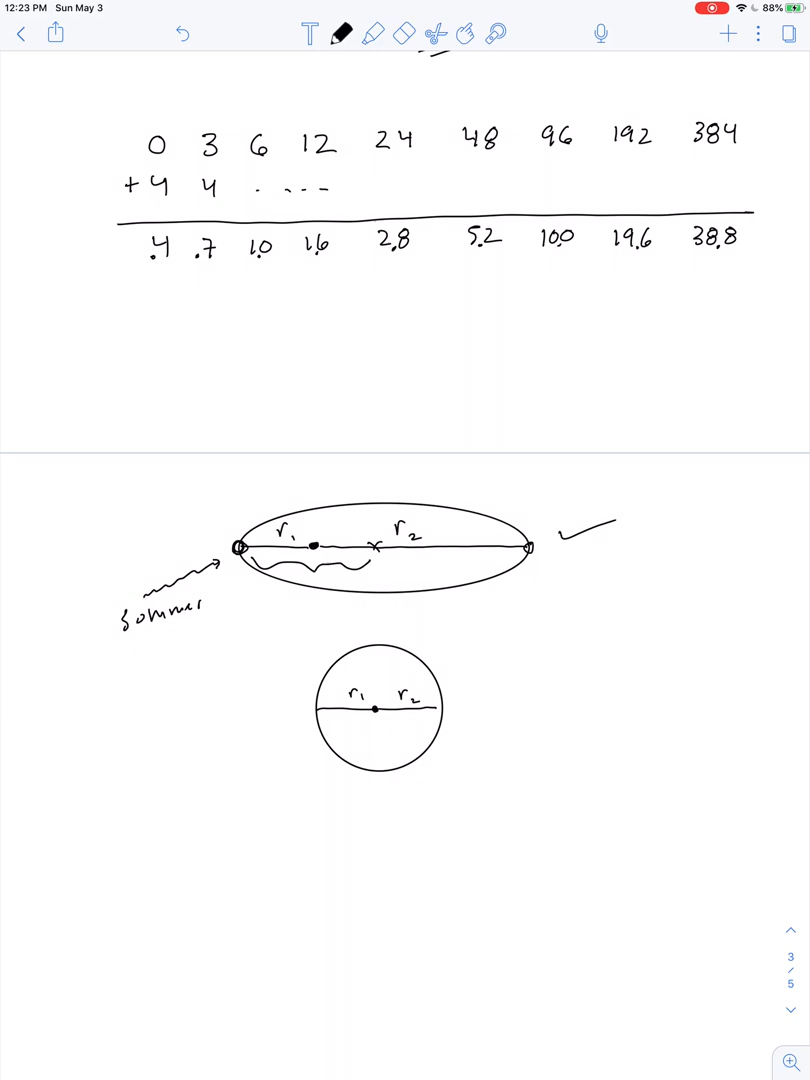 12:23 PM Sun May 3 88%
T
0 3 6 12 24 48 96 192 384
+4 4 . ....
.4 .7 1.0 1.6 2.8 5.2 10.0 19.6 38.8
r₁ r₂
Sommer
r₁ r₂
3
/
5